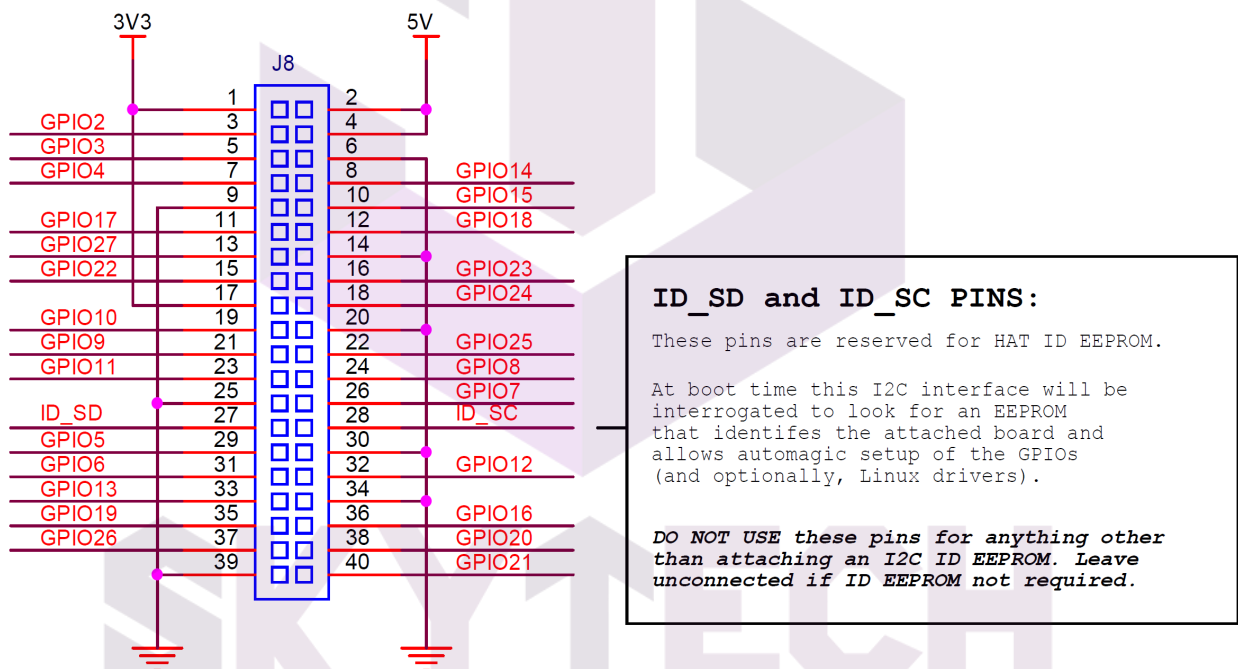 3V3 5V
J8
1 2
GPIO2 3 4
GPIO3 5 6
GPIO4 7 8 GPIO14
9 10 GPIO15
GPIO17 11 12 GPIO18
GPIO27 13 14
GPIO22 15 16 GPIO23
17 18 GPIO24
GPIO10 19 20
GPIO9 21 22 GPIO25
GPIO11 23 24 GPIO8
25 26 GPIO7
ID_SD 27 28 ID_SC
GPIO5 29 30
GPIO6 31 32 GPIO12
GPIO13 33 34
GPIO19 35 36 GPIO16
GPIO26 37 38 GPIO20
39 40 GPIO21
ID_SD and ID_SC PINS:
These pins are reserved for HAT ID EEPROM.
At boot time this I2C interface will be
interrogated to look for an EEPROM
that identifes the attached board and
allows automagic setup of the GPIOs
(and optionally, Linux drivers).
DO NOT USE these pins for anything other
than attaching an I2C ID EEPROM. Leave
unconnected if ID EEPROM not required.
SKYTECH